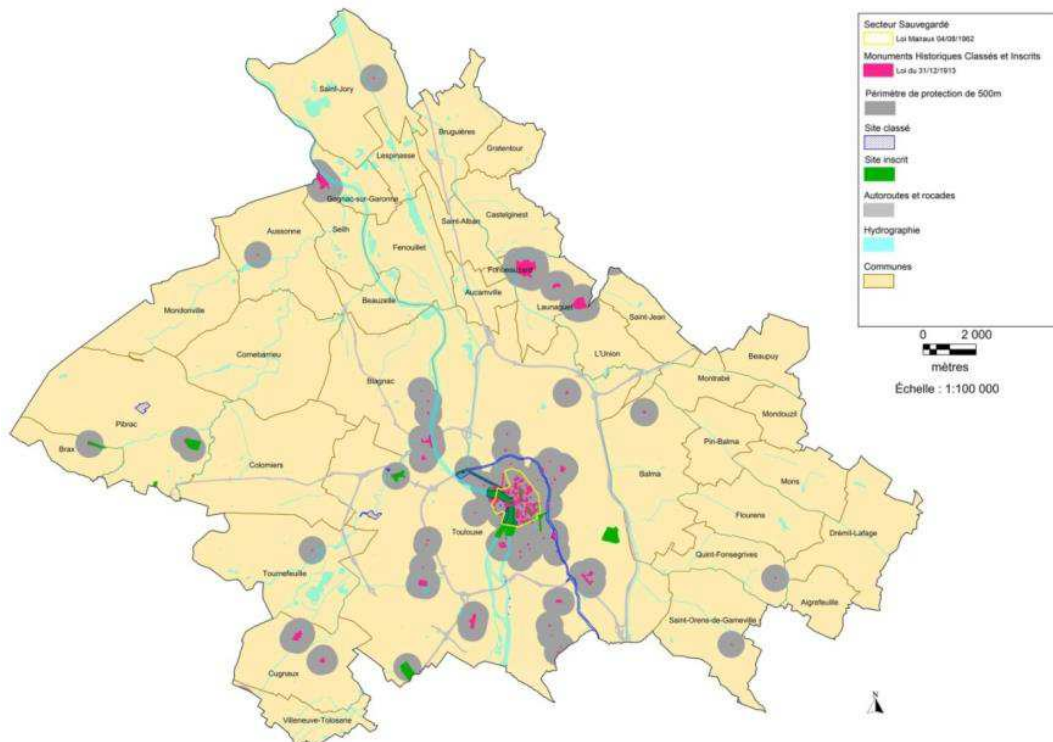 Secteur Sauvegardé
Loi Malraux 04/08/1962
Monuments Historiques Classés et Inscrits
Loi du 31/12/1913
Périmètre de protection de 500m
Site classé
Site inscrit
Autoroutes et rocades
Hydrographie
Communes
0 2 000
mètres
Échelle : 1:100 000
Saint-Jory
Bruguières
Gratentour
Lespinasse
Gagnac-sur-Garonne
Saint-Alban
Castelginest
Aussonne
Seilh
Fenouillet
Fonbeauzard
Mondonville
Beauzelle
Aucamville
Launaguet
Saint-Jean
Cornebarrieu
L'Union
Beaupuy
Blagnac
Montrabé
Pibrac
Mondouzil
Brax
Colomiers
Pin-Balma
Balma
Mons
Flourens
Drémil-Lafage
Toulouse
Quint-Fonsegrives
Tournefeuille
Aigrefeuille
Saint-Orens-de-Gameville
Cugnaux
Villeneuve-Tolosane
N